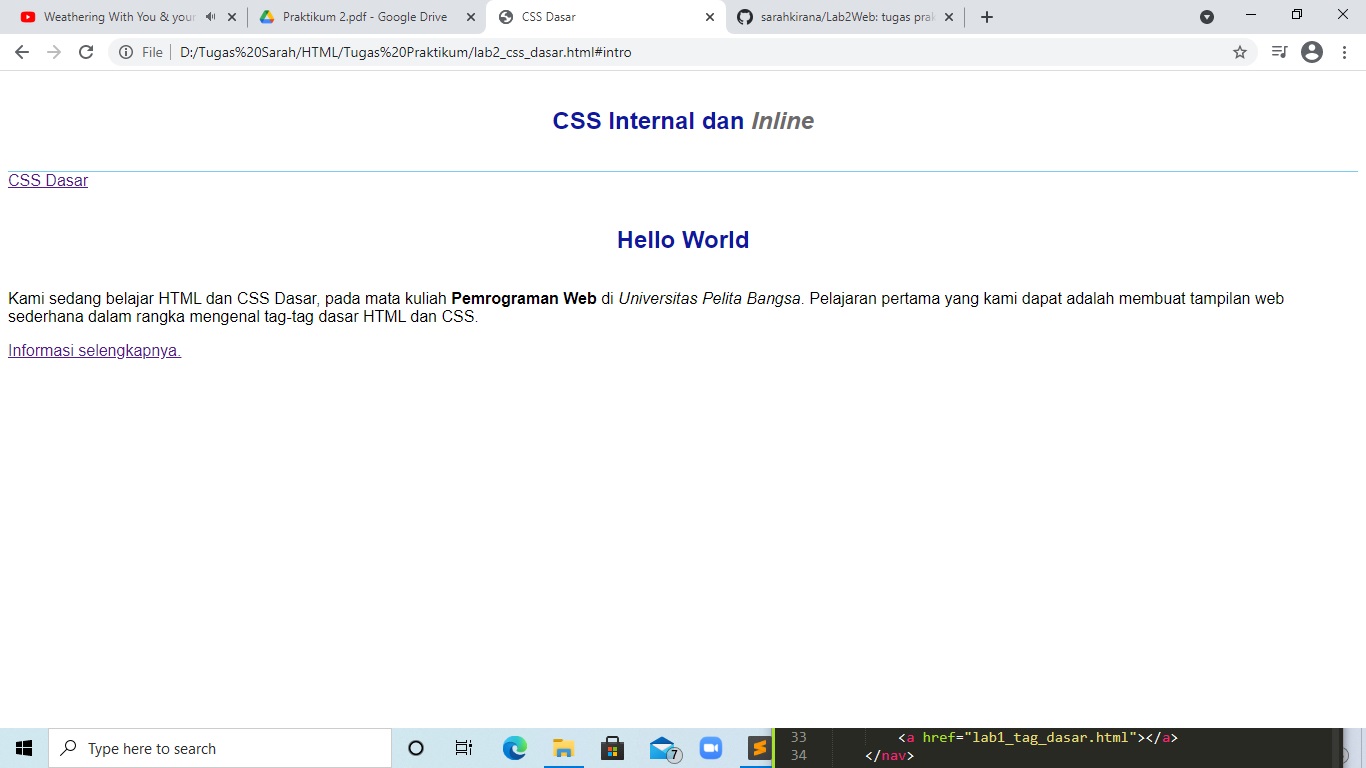 Weathering With You & your
Praktikum 2.pdf - Google Drive
CSS Dasar
sarahkirana/Lab2Web: tugas prak
File
D:/Tugas%20Sarah/HTML/Tugas%20Praktikum/lab2_css_dasar.html#intro
CSS Internal dan Inline
CSS Dasar
Hello World
Kami sedang belajar HTML dan CSS Dasar, pada mata kuliah Pemrograman Web di Universitas Pelita Bangsa. Pelajaran pertama yang kami dapat adalah membuat tampilan web
sederhana dalam rangka mengenal tag-tag dasar HTML dan CSS.
Informasi selengkapnya.
Type here to search
7
33 <a href="lab1_tag_dasar.html"></a>
34 </nav>